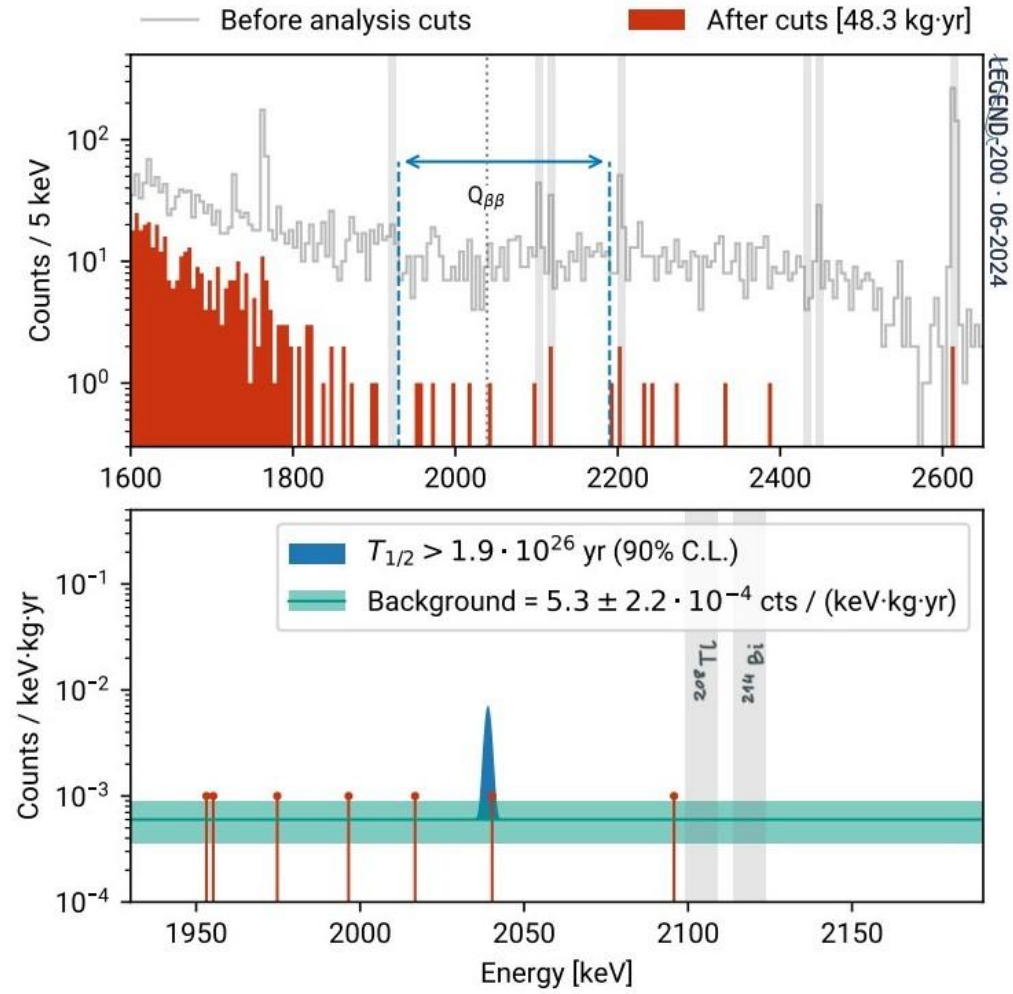 Before analysis cuts
After cuts [48.3 kg·yr]
LEGEND-200 · 06-2024
Counts / 5 keV
10²
10¹
10⁰
Qββ
1600 1800 2000 2200 2400 2600
T1/2 > 1.9 · 10²⁶ yr (90% C.L.)
Background = 5.3 ± 2.2 · 10⁻⁴ cts / (keV·kg·yr)
Counts / keV·kg·yr
10⁻¹
10⁻²
10⁻³
10⁻⁴
²⁰⁸Tl
²¹⁴Bi
1950 2000 2050 2100 2150
Energy [keV]